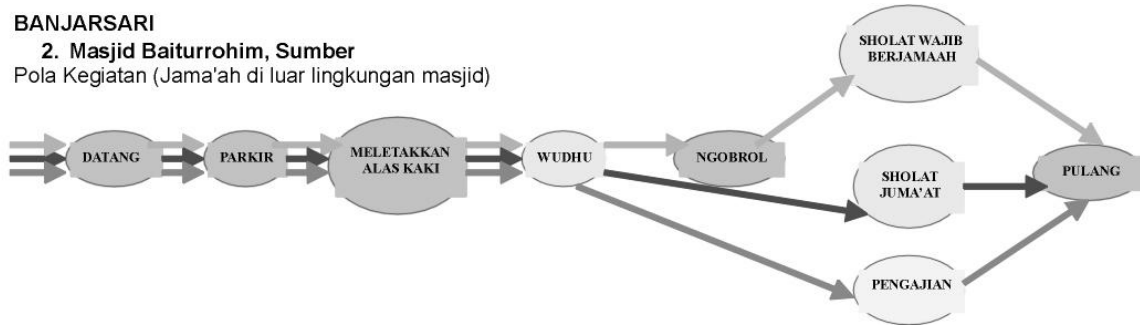 BANJARSARI
2. Masjid Baiturrohim, Sumber
Pola Kegiatan (Jama'ah di luar lingkungan masjid)
DATANG
PARKIR
MELETAKKAN
ALAS KAKI
WUDHU
NGOBROL
SHOLAT WAJIB
BERJAMAAH
SHOLAT
JUMA'AT
PENGAJIAN
PULANG